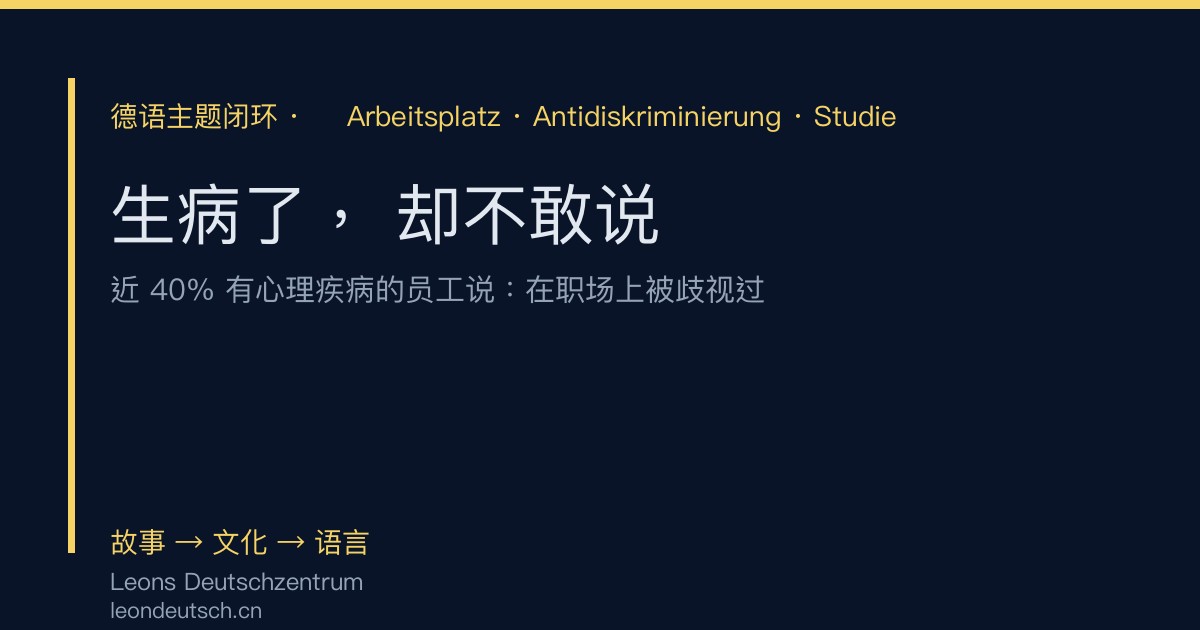 德语主题闭环 · Arbeitsplatz · Antidiskriminierung · Studie
生病了，却不敢说
近 40% 有心理疾病的员工说：在职场上被歧视过
故事 → 文化 → 语言
Leons Deutschzentrum
leondeutsch.cn